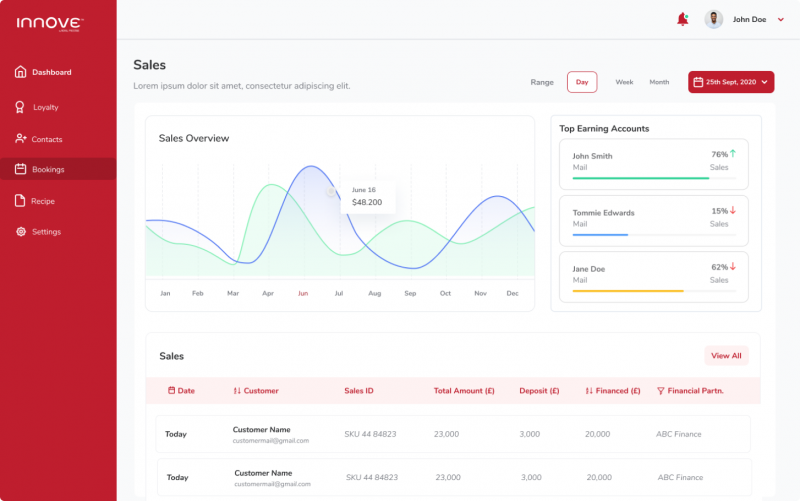 INNOVE
John Doe
Dashboard
Loyalty
Contacts
Bookings
Recipe
Settings
Sales
Lorem ipsum dolor sit amet, consectetur adipiscing elit.
Range Day Week Month 25th Sept, 2020
Sales Overview
June 16
$48.200
Jan Feb Mar Apr Jun Jul Aug Sep Oct Nov Dec
Top Earning Accounts
John Smith 76%
Mail Sales
Tommie Edwards 15%
Mail Sales
Jane Doe 62%
Mail Sales
Sales View All
Date Customer Sales ID Total Amount (£) Deposit (£) Financed (£) Financial Partn.
Today Customer Name SKU 44 84823 23,000 3,000 20,000 ABC Finance
customermail@gmail.com
Today Customer Name SKU 44 84823 23,000 3,000 20,000 ABC Finance
customermail@gmail.com